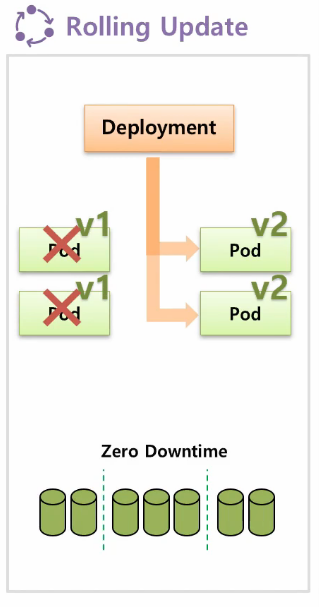 Rolling Update
Deployment
v1
v2
Pod
Pod
v1
v2
Pod
Pod
Zero Downtime